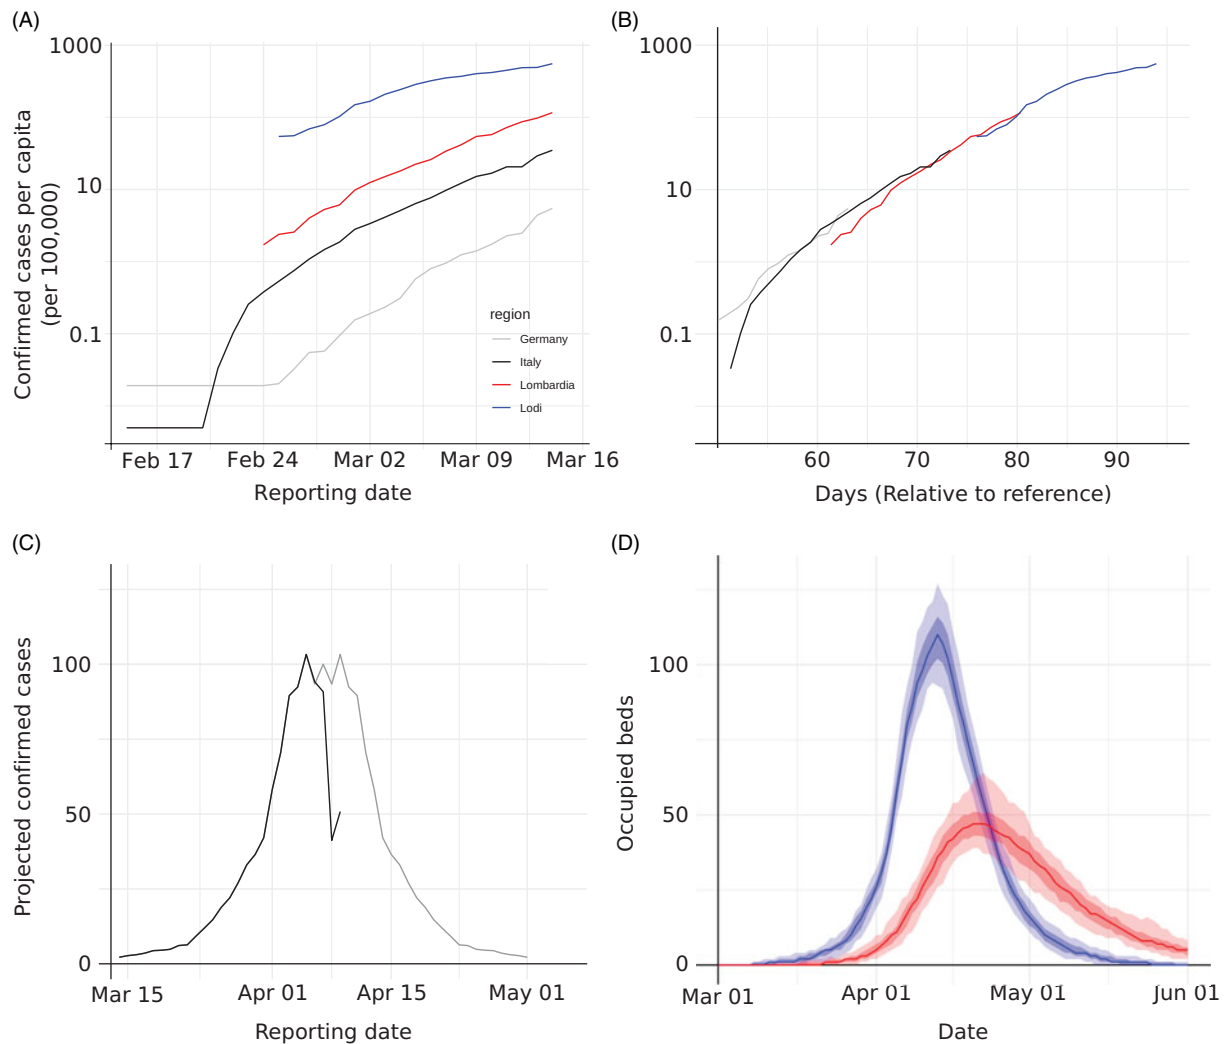 (A)
Confirmed cases per capita
(per 100,000)
1000
10
0.1
region
Germany
Italy
Lombardia
Lodi
Feb 17 Feb 24 Mar 02 Mar 09 Mar 16
Reporting date
(B)
1000
10
0.1
60 70 80 90
Days (Relative to reference)
(C)
Projected confirmed cases
100
50
0
Mar 15 Apr 01 Apr 15 May 01
Reporting date
(D)
Occupied beds
100
50
0
Mar 01 Apr 01 May 01 Jun 01
Date